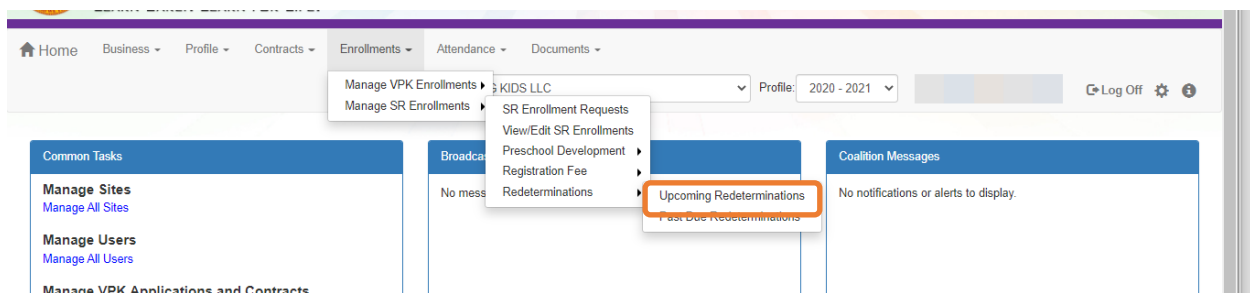 Home Business Profile Contracts Enrollments Attendance Documents
Manage VPK Enrollments
Manage SR Enrollments
KIDS LLC
Profile: 2020 - 2021
Log Off
SR Enrollment Requests
View/Edit SR Enrollments
Preschool Development
Registration Fee
Redeterminations
Upcoming Redeterminations
Past Due Redeterminations
Common Tasks
Manage Sites
Manage All Sites
Manage Users
Manage All Users
Manage VPK Applications and Contracts
No mess
Coalition Messages
No notifications or alerts to display.